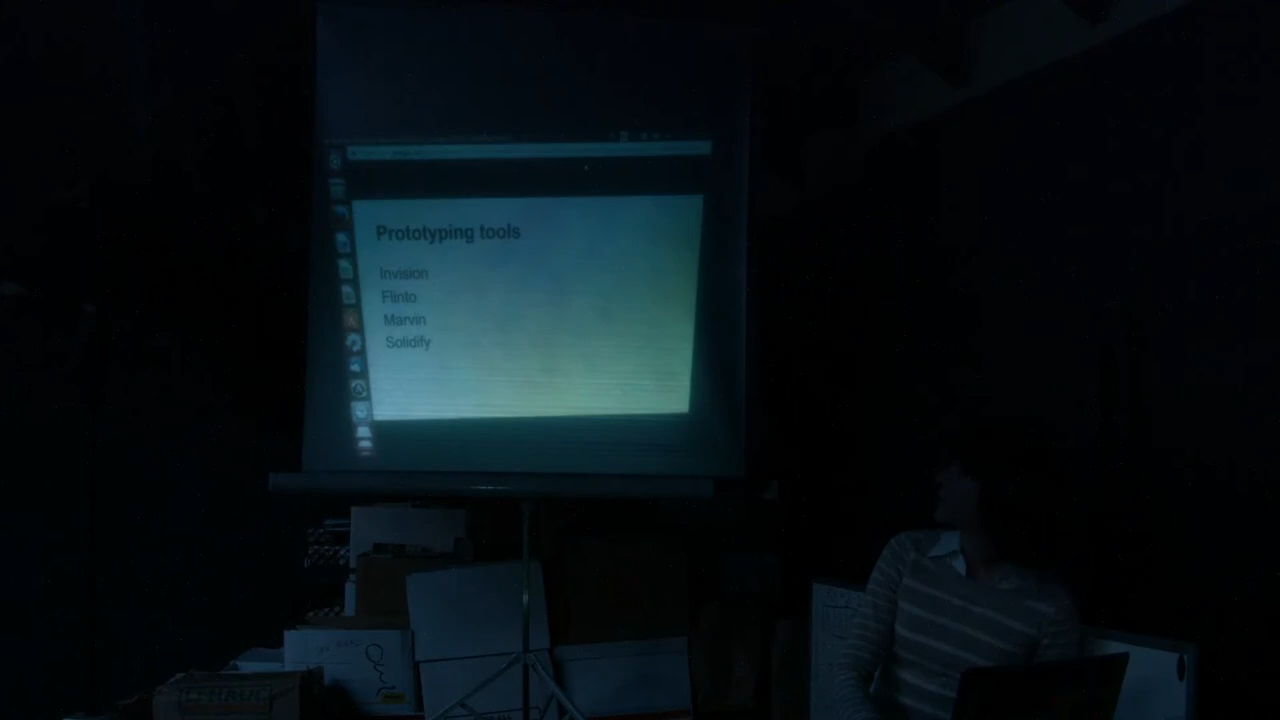 Prototyping tools
Invision
Flinto
Marvin
Solidify